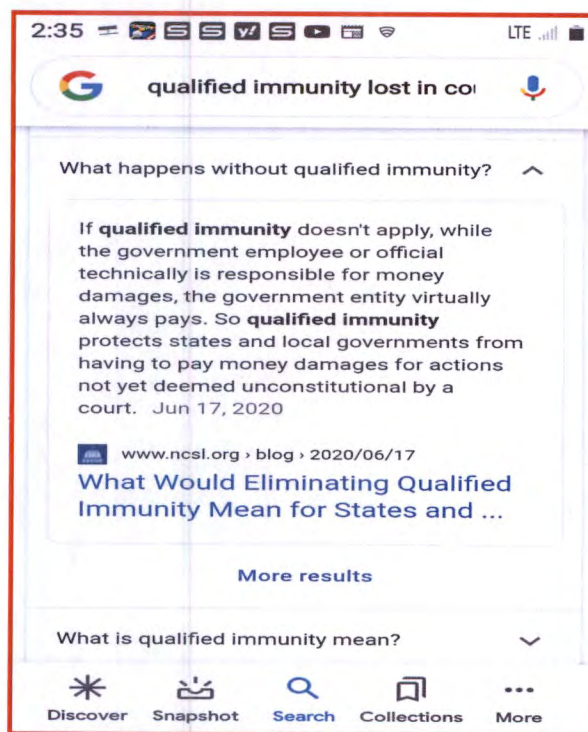 2:35 LTE
qualified immunity lost in co
What happens without qualified immunity?
If qualified immunity doesn't apply, while
the government employee or official
technically is responsible for money
damages, the government entity virtually
always pays. So qualified immunity
protects states and local governments from
having to pay money damages for actions
not yet deemed unconstitutional by a
court. Jun 17, 2020
www.ncsl.org › blog › 2020/06/17
What Would Eliminating Qualified
Immunity Mean for States and ...
More results
What is qualified immunity mean?
Discover Snapshot Search Collections More